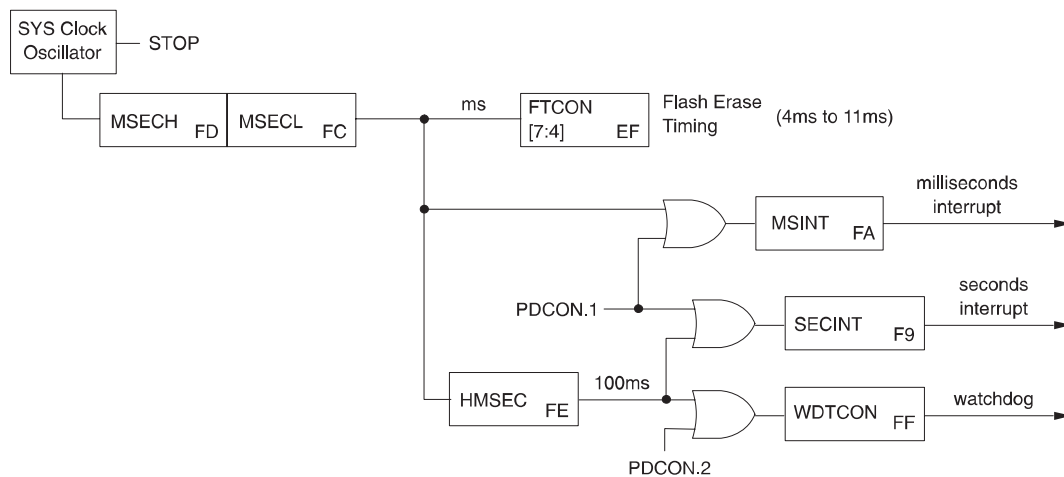 SYS Clock
Oscillator
STOP
MSECH FD
MSECL FC
ms
FTCON
[7:4] EF
Flash Erase
Timing (4ms to 11ms)
milliseconds
interrupt
MSINT FA
PDCON.1
seconds
interrupt
SECINT F9
100ms
HMSEC FE
WDTCON FF
watchdog
PDCON.2